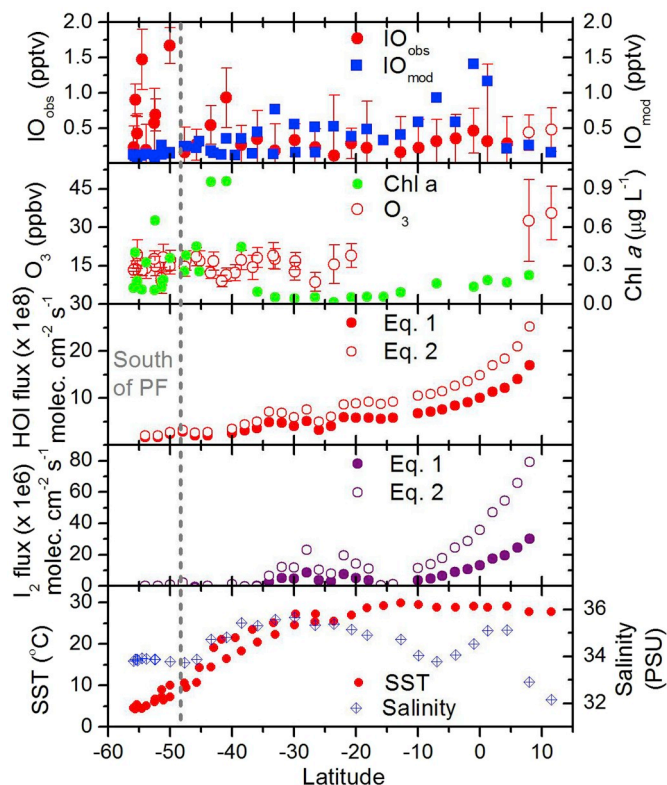 2.0 2.0
IO_obs (pptv)
1.5 1.5
1.0 1.0
0.5 0.5
IO_obs
IO_mod
IO_mod (pptv)
O_3 (ppbv)
45 0.9
30 0.6
15 0.3
30 0.0
Chl a
O_3
Chl a (μg L^-1)
HOI flux (x 1e8)
molec. cm^-2 s^-1
20
10
0
Eq. 1
Eq. 2
South
of PF
I_2 flux (x 1e6)
molec. cm^-2 s^-1
80
60
40
20
0
Eq. 1
Eq. 2
SST (°C)
30 36
20 34
10 32
0
SST
Salinity
Salinity
(PSU)
-60 -50 -40 -30 -20 -10 0 10
Latitude